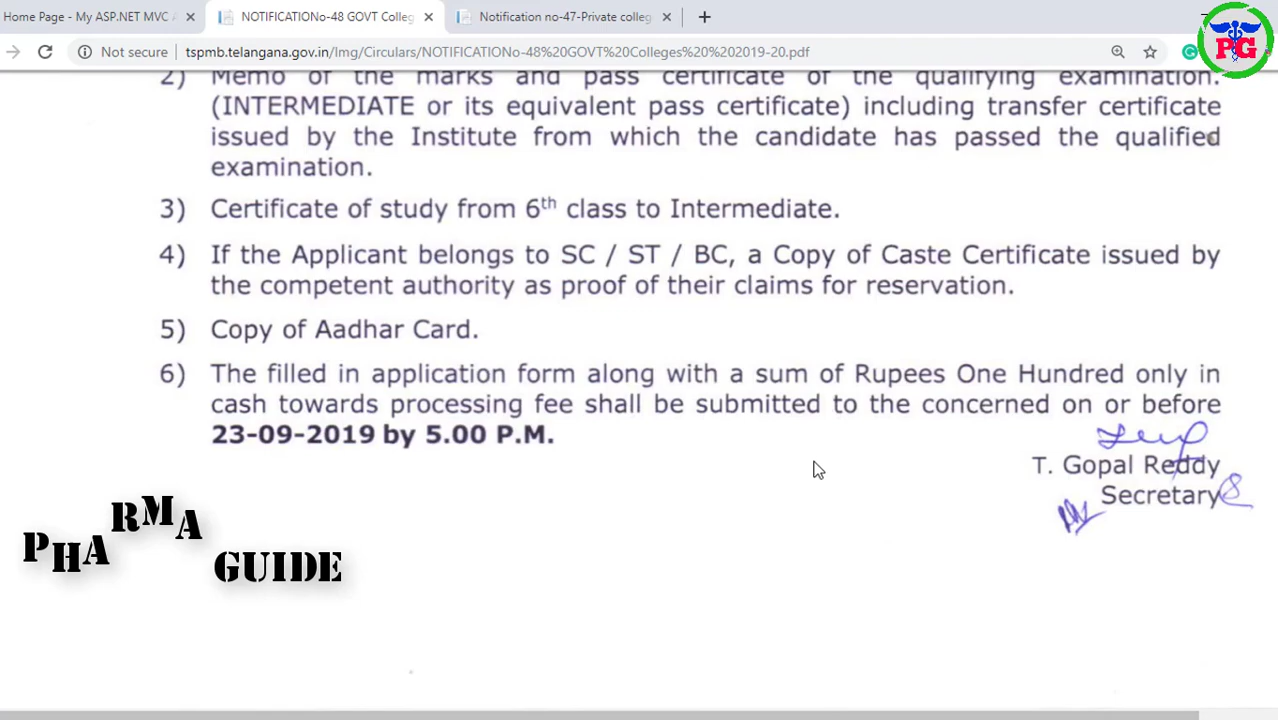 Home Page - My ASP.NET MVC A
NOTIFICATIONo-48 GOVT Colleg
Notification no-47-Private colleg
Not secure
tspmb.telangana.gov.in/Img/Circulars/NOTIFICATIONo-48%20GOVT%20Colleges%20%202019-20.pdf
PG
2) Memo of the marks and pass certificate of the qualifying examination.
(INTERMEDIATE or its equivalent pass certificate) including transfer certificate
issued by the Institute from which the candidate has passed the qualified
examination.
3) Certificate of study from 6th class to Intermediate.
4) If the Applicant belongs to SC / ST / BC, a Copy of Caste Certificate issued by
the competent authority as proof of their claims for reservation.
5) Copy of Aadhar Card.
6) The filled in application form along with a sum of Rupees One Hundred only in
cash towards processing fee shall be submitted to the concerned on or before
23-09-2019 by 5.00 P.M.
T. Gopal Reddy
Secretary
PHARMA
GUIDE